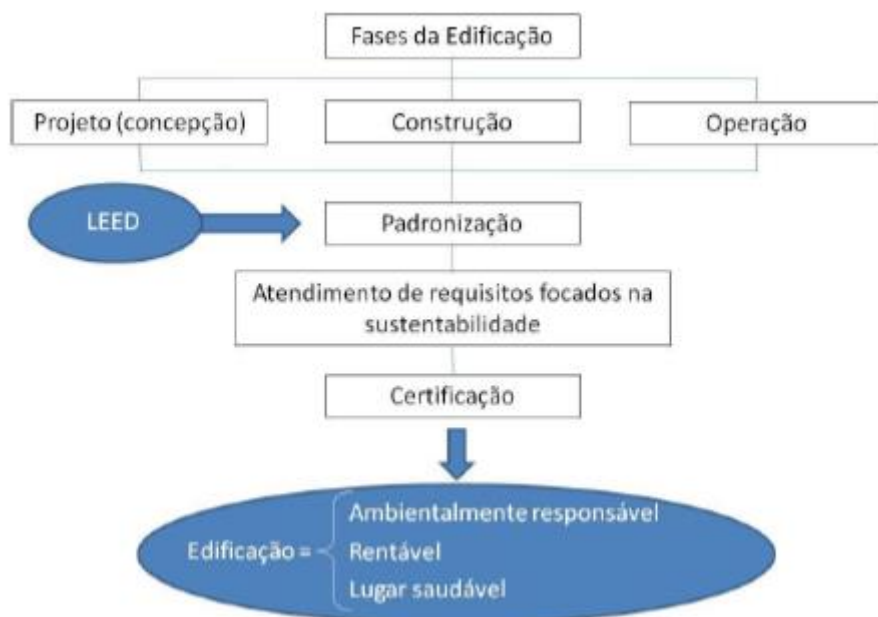 Fases da Edificação
Projeto (concepção)
Construção
Operação
LEED
Padronização
Atendimento de requisitos focados na
sustentabilidade
Certificação
Ambientalmente responsável
Edificação =
Rentável
Lugar saudável